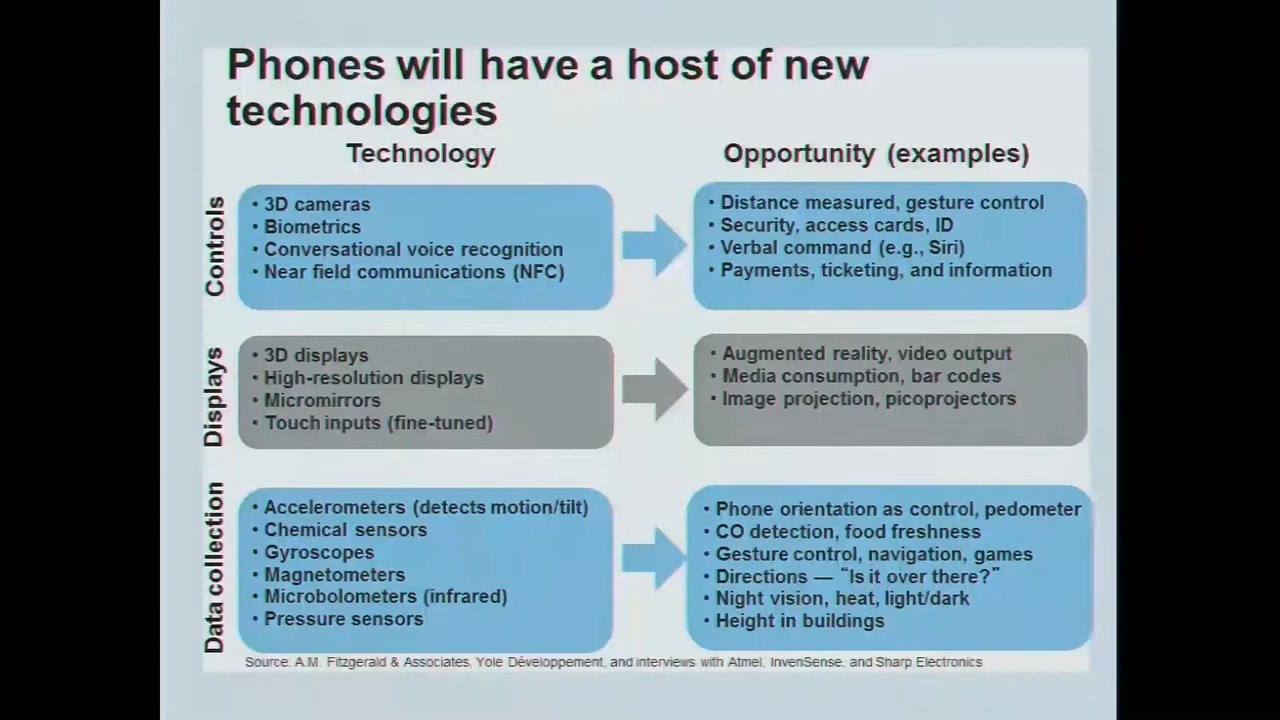 Phones will have a host of new
technologies
Technology
Opportunity (examples)
Controls
• 3D cameras
• Biometrics
• Conversational voice recognition
• Near field communications (NFC)
• Distance measured, gesture control
• Security, access cards, ID
• Verbal command (e.g., Siri)
• Payments, ticketing, and information
Displays
• 3D displays
• High-resolution displays
• Micromirrors
• Touch inputs (fine-tuned)
• Augmented reality, video output
• Media consumption, bar codes
• Image projection, picoprojectors
Data collection
• Accelerometers (detects motion/tilt)
• Chemical sensors
• Gyroscopes
• Magnetometers
• Microbolometers (infrared)
• Pressure sensors
• Phone orientation as control, pedometer
• CO detection, food freshness
• Gesture control, navigation, games
• Directions — “Is it over there?”
• Night vision, heat, light/dark
• Height in buildings
Source: A.M. Fitzgerald & Associates, Yole Développement, and interviews with Atmel, InvenSense, and Sharp Electronics